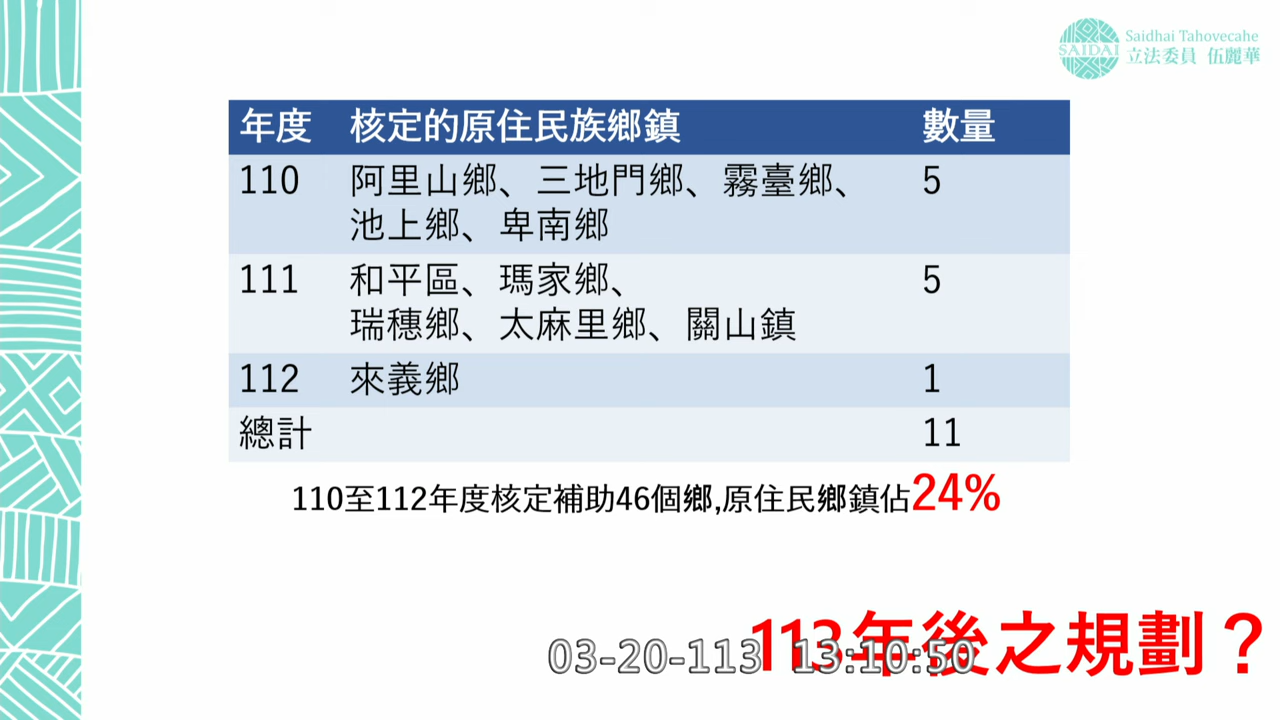 Saidhai Tahovecahe
SAIDAI
立法委員 伍麗華
年度 核定的原住民族鄉鎮 數量
110 阿里山鄉、三地門鄉、霧臺鄉、 5
池上鄉、卑南鄉
111 和平區、瑪家鄉、 5
瑞穗鄉、太麻里鄉、關山鎮
112 來義鄉 1
總計 11
110至112年度核定補助46個鄉,原住民鄉鎮佔24%
113年後之規劃？
03-20-113 13:10:50